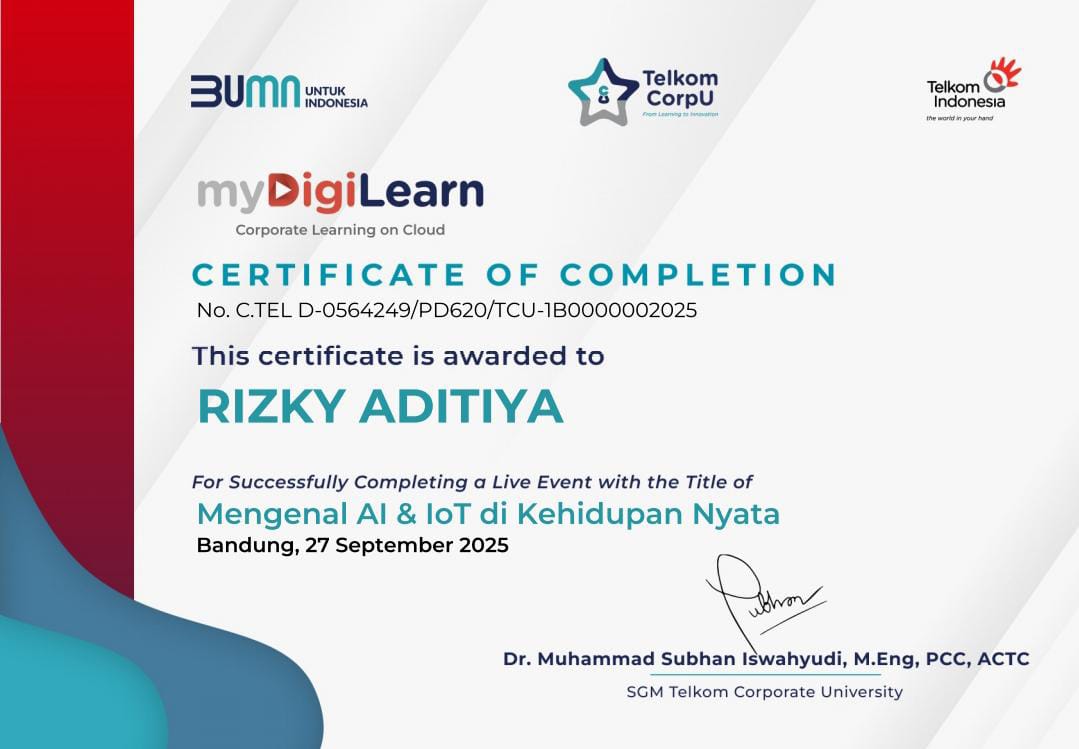 BUMN UNTUK INDONESIA
Telkom CorpU
From Learning to Innovation
Telkom Indonesia
the world in your hand
myDigiLearn
Corporate Learning on Cloud
CERTIFICATE OF COMPLETION
No. C.TEL D-0564249/PD620/TCU-1B0000002025
This certificate is awarded to
RIZKY ADITIYA
For Successfully Completing a Live Event with the Title of
Mengenal AI & IoT di Kehidupan Nyata
Bandung, 27 September 2025
Dr. Muhammad Subhan Iswahyudi, M.Eng, PCC, ACTC
SGM Telkom Corporate University